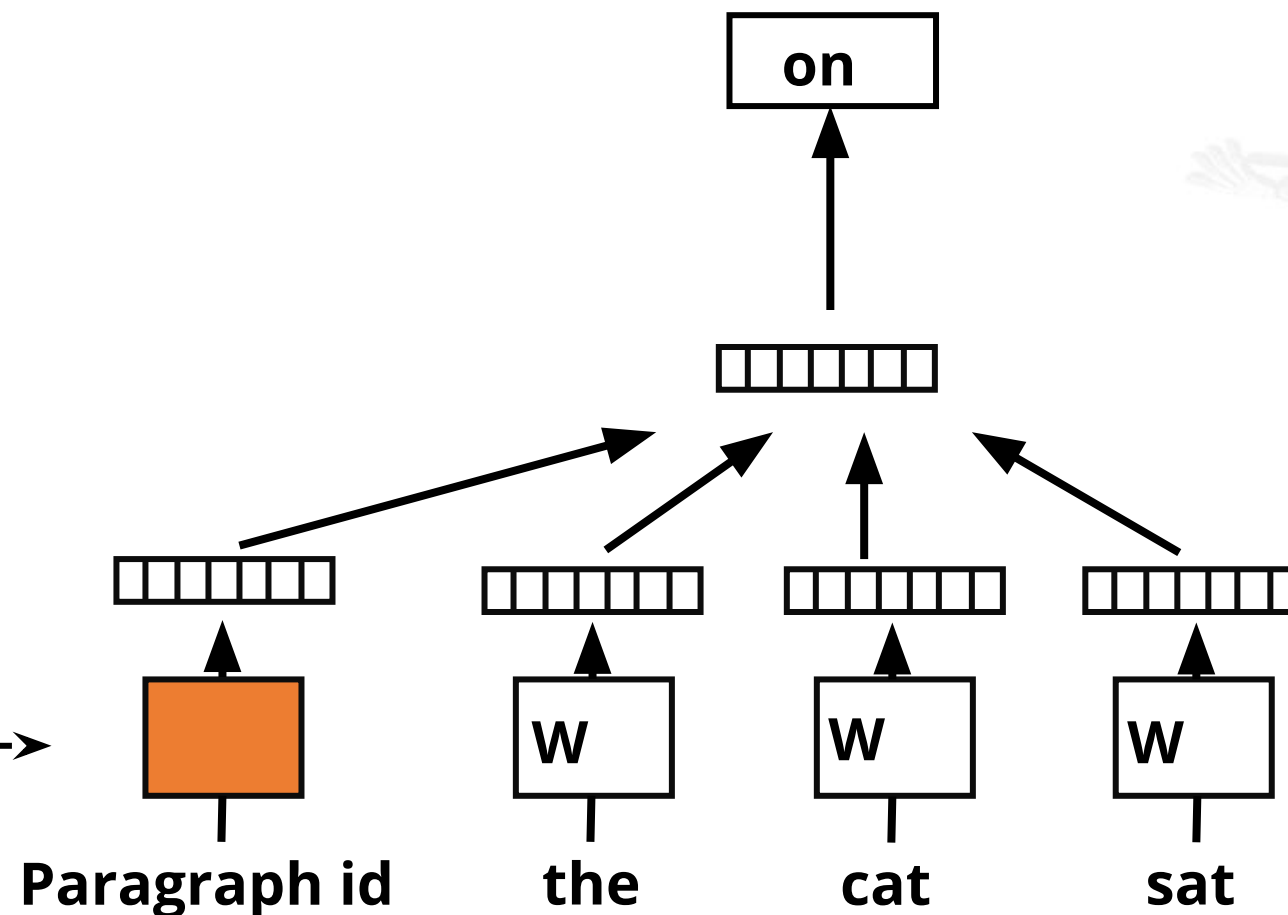 on
W
W
W
Paragraph id
the
cat
sat